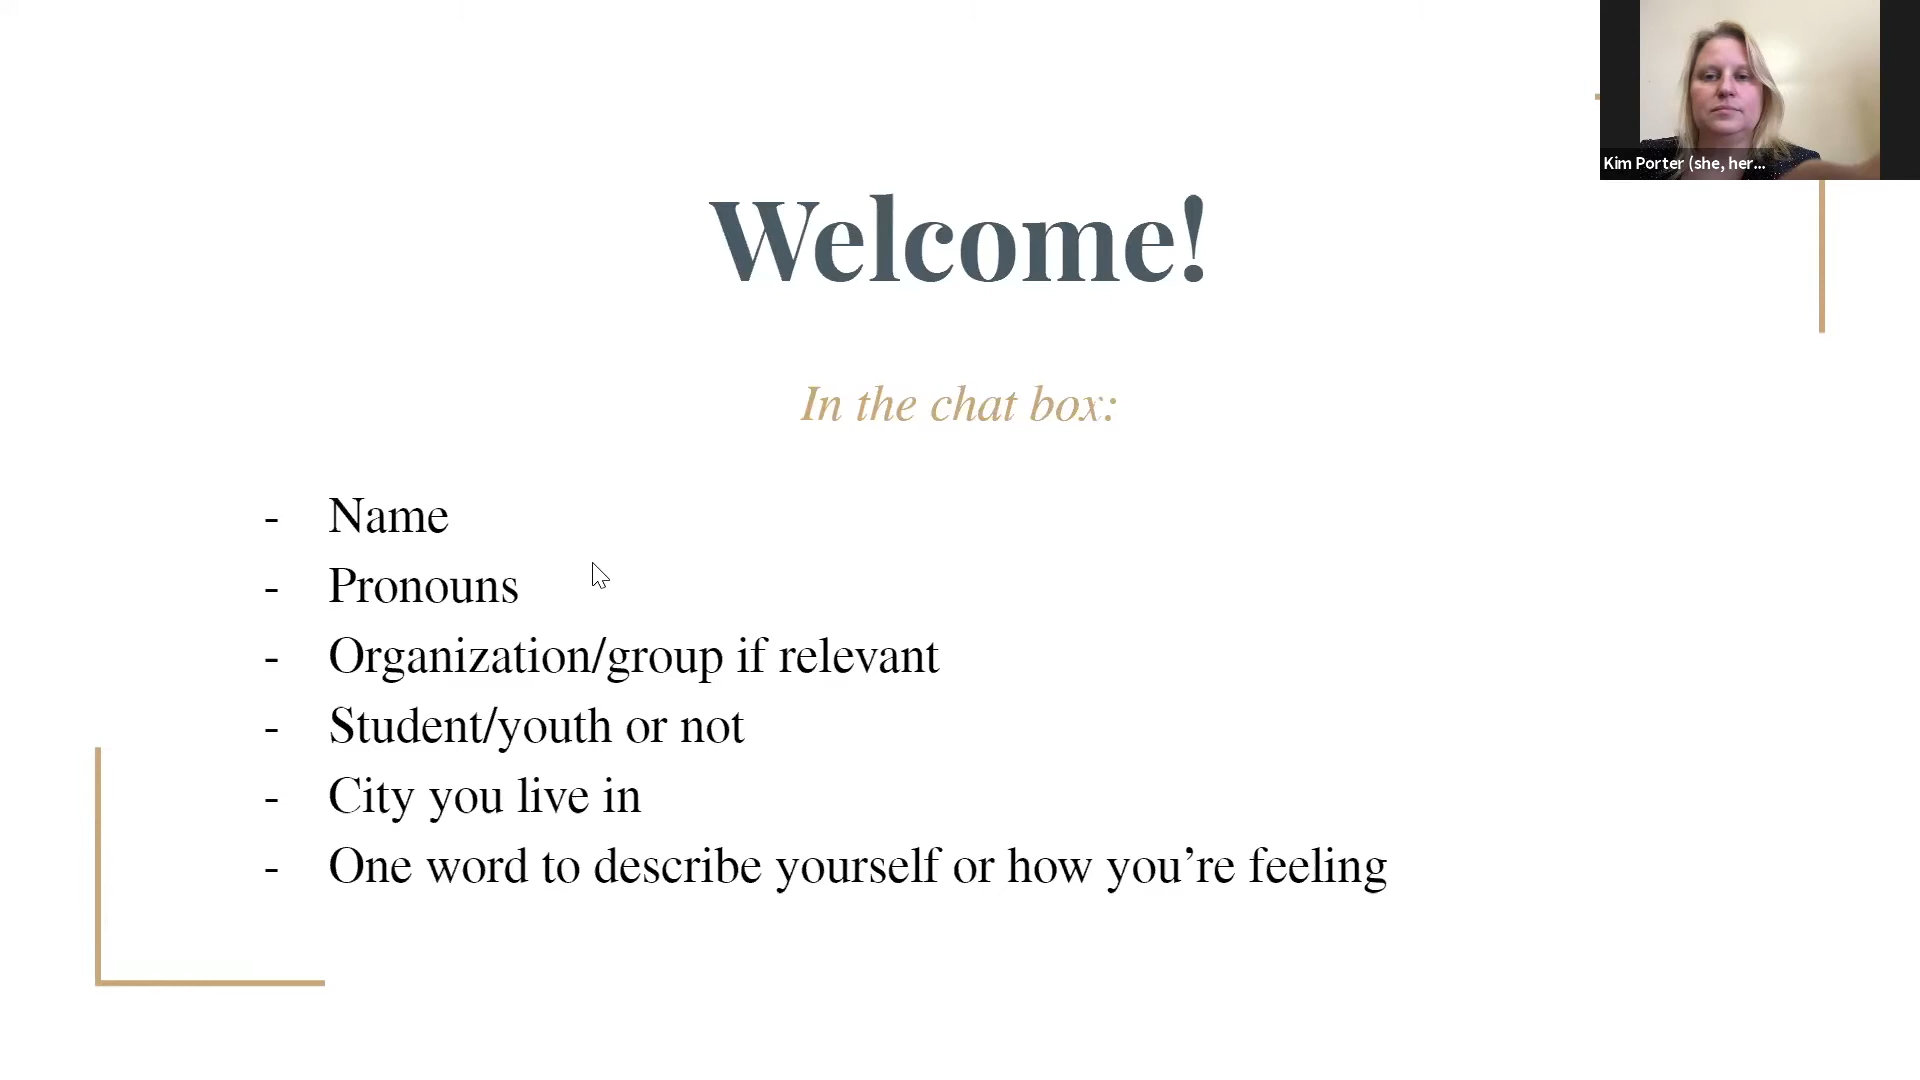 Kim Porter (she, her...
Welcome!
In the chat box:
- Name
- Pronouns
- Organization/group if relevant
- Student/youth or not
- City you live in
- One word to describe yourself or how you’re feeling